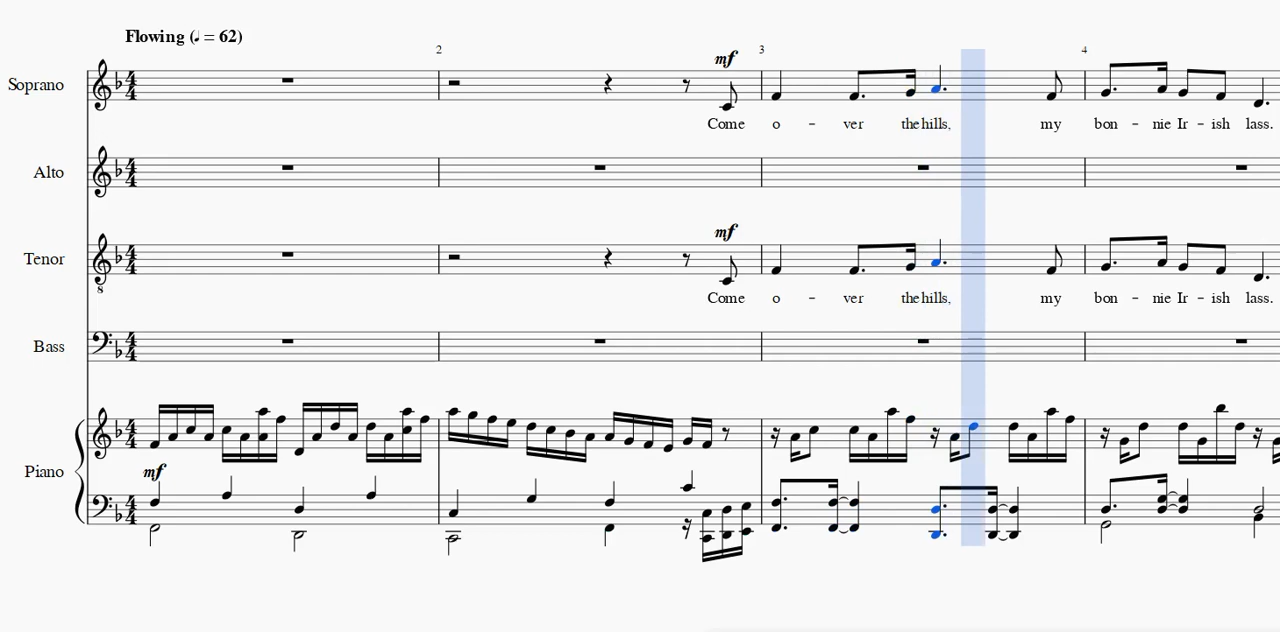 Flowing (♩ = 62)
2
3
4
mf
Soprano
Come o - ver the hills, my bon - nie Ir - ish lass.
Alto
mf
Tenor
8
Come o - ver the hills, my bon - nie Ir - ish lass.
Bass
Piano
mf